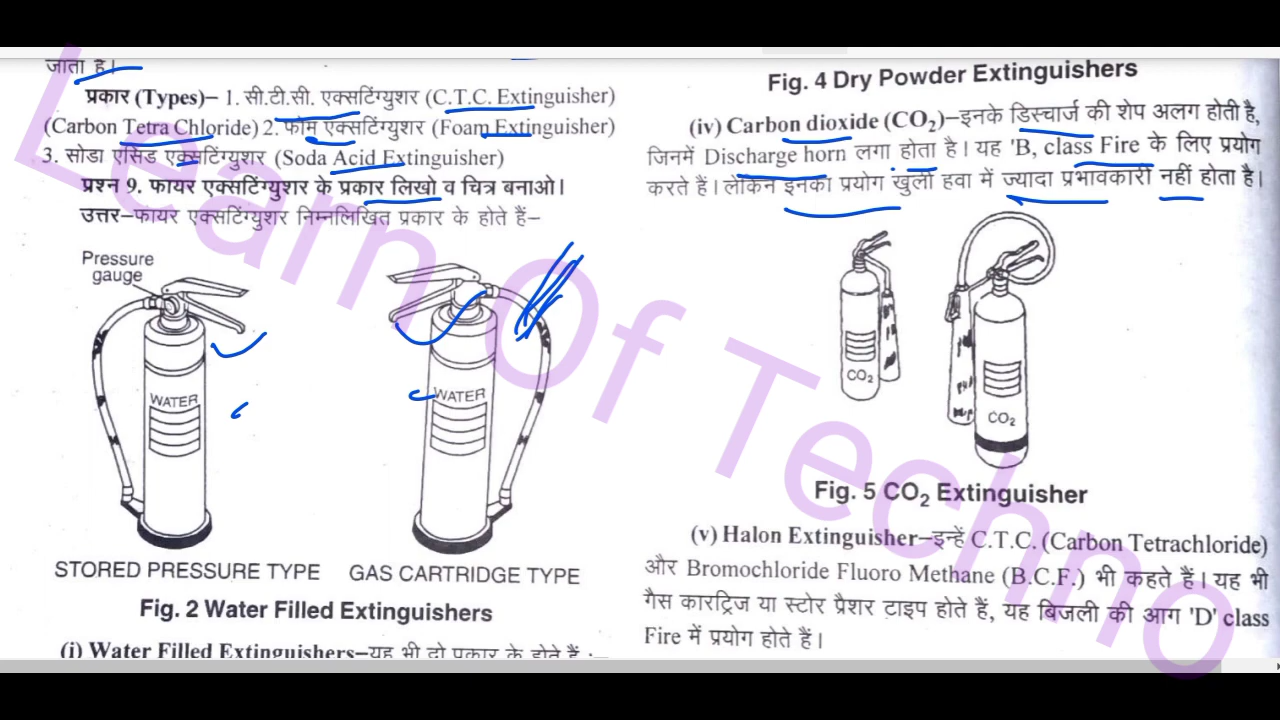 जाता है।
प्रकार (Types)– 1. सी.टी.सी. एक्सटिंग्युशर (C.T.C. Extinguisher)
(Carbon Tetra Chloride) 2. फोम एक्सटिंग्युशर (Foam Extinguisher)
3. सोडा एसिड एक्सटिंग्युशर (Soda Acid Extinguisher)
प्रश्न 9. फायर एक्सटिंग्युशर के प्रकार लिखो व चित्र बनाओ।
उत्तर–फायर एक्सटिंग्युशर निम्नलिखित प्रकार के होते हैं–
Pressure
gauge
WATER
WATER
STORED PRESSURE TYPE GAS CARTRIDGE TYPE
Fig. 2 Water Filled Extinguishers
(i) Water Filled Extinguishers–यह भी दो प्रकार के होते हैं :–
Fig. 4 Dry Powder Extinguishers
(iv) Carbon dioxide (CO₂)–इनके डिस्चार्ज की शेप अलग होती है,
जिनमें Discharge horn लगा होता है। यह 'B, class Fire के लिए प्रयोग
करते हैं। लेकिन इनका प्रयोग खुली हवा में ज्यादा प्रभावकारी नहीं होता है।
CO₂
CO₂
Fig. 5 CO₂ Extinguisher
(v) Halon Extinguisher–इन्हें C.T.C. (Carbon Tetrachloride)
और Bromochloride Fluoro Methane (B.C.F.) भी कहते हैं। यह भी
गैस कारट्रिज या स्टोर प्रैशर टाइप होते हैं, यह बिजली की आग 'D' class
Fire में प्रयोग होते हैं।
Learn Of Techno